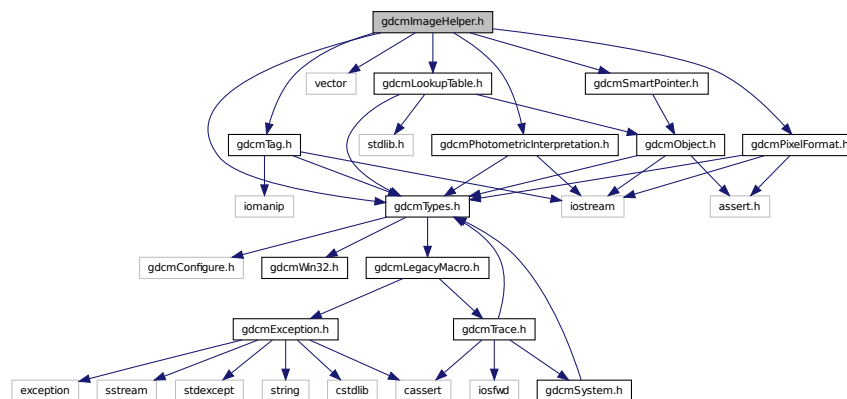 gdcmImageHelper.h
vector
gdcmLookupTable.h
gdcmSmartPointer.h
gdcmTag.h
stdlib.h
gdcmPhotometricInterpretation.h
gdcmObject.h
gdcmPixelFormat.h
iomanip
gdcmTypes.h
iostream
assert.h
gdcmConfigure.h
gdcmWin32.h
gdcmLegacyMacro.h
gdcmException.h
gdcmTrace.h
exception
sstream
stdexcept
string
cstdlib
cassert
iosfwd
gdcmSystem.h